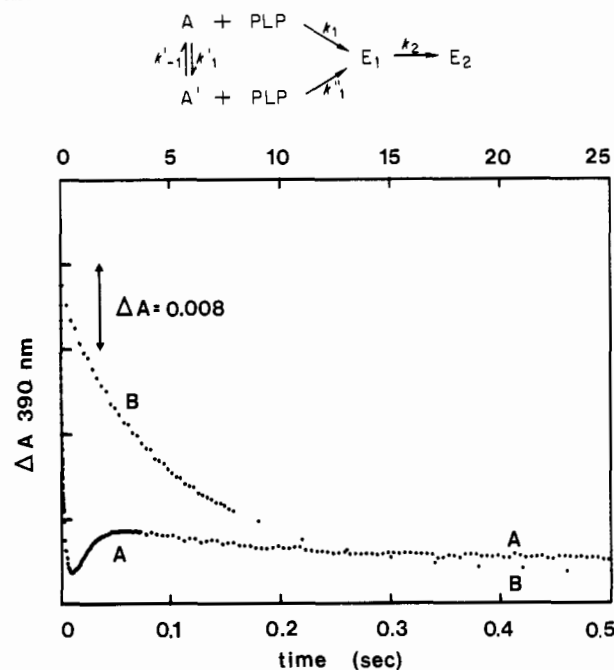 A + PLP k₁
k'₋₁ k'₁ E₁ k₂ E₂
A' + PLP k''₁
0 5 10 15 20 25
ΔA = 0.008
B
ΔA 390 nm
A A
B
0 0.1 0.2 0.3 0.4 0.5
time (sec)